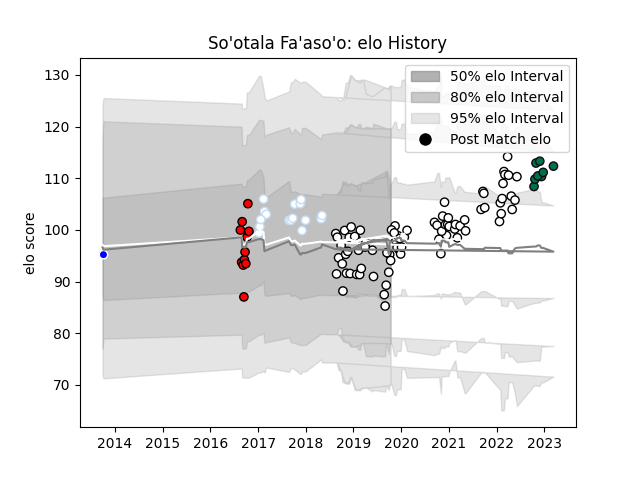 So'otala Fa'aso'o: elo History
130
120
110
100
90
80
70
elo score
50% elo Interval
80% elo Interval
95% elo Interval
Post Match elo
2014 2015 2016 2017 2018 2019 2020 2021 2022 2023